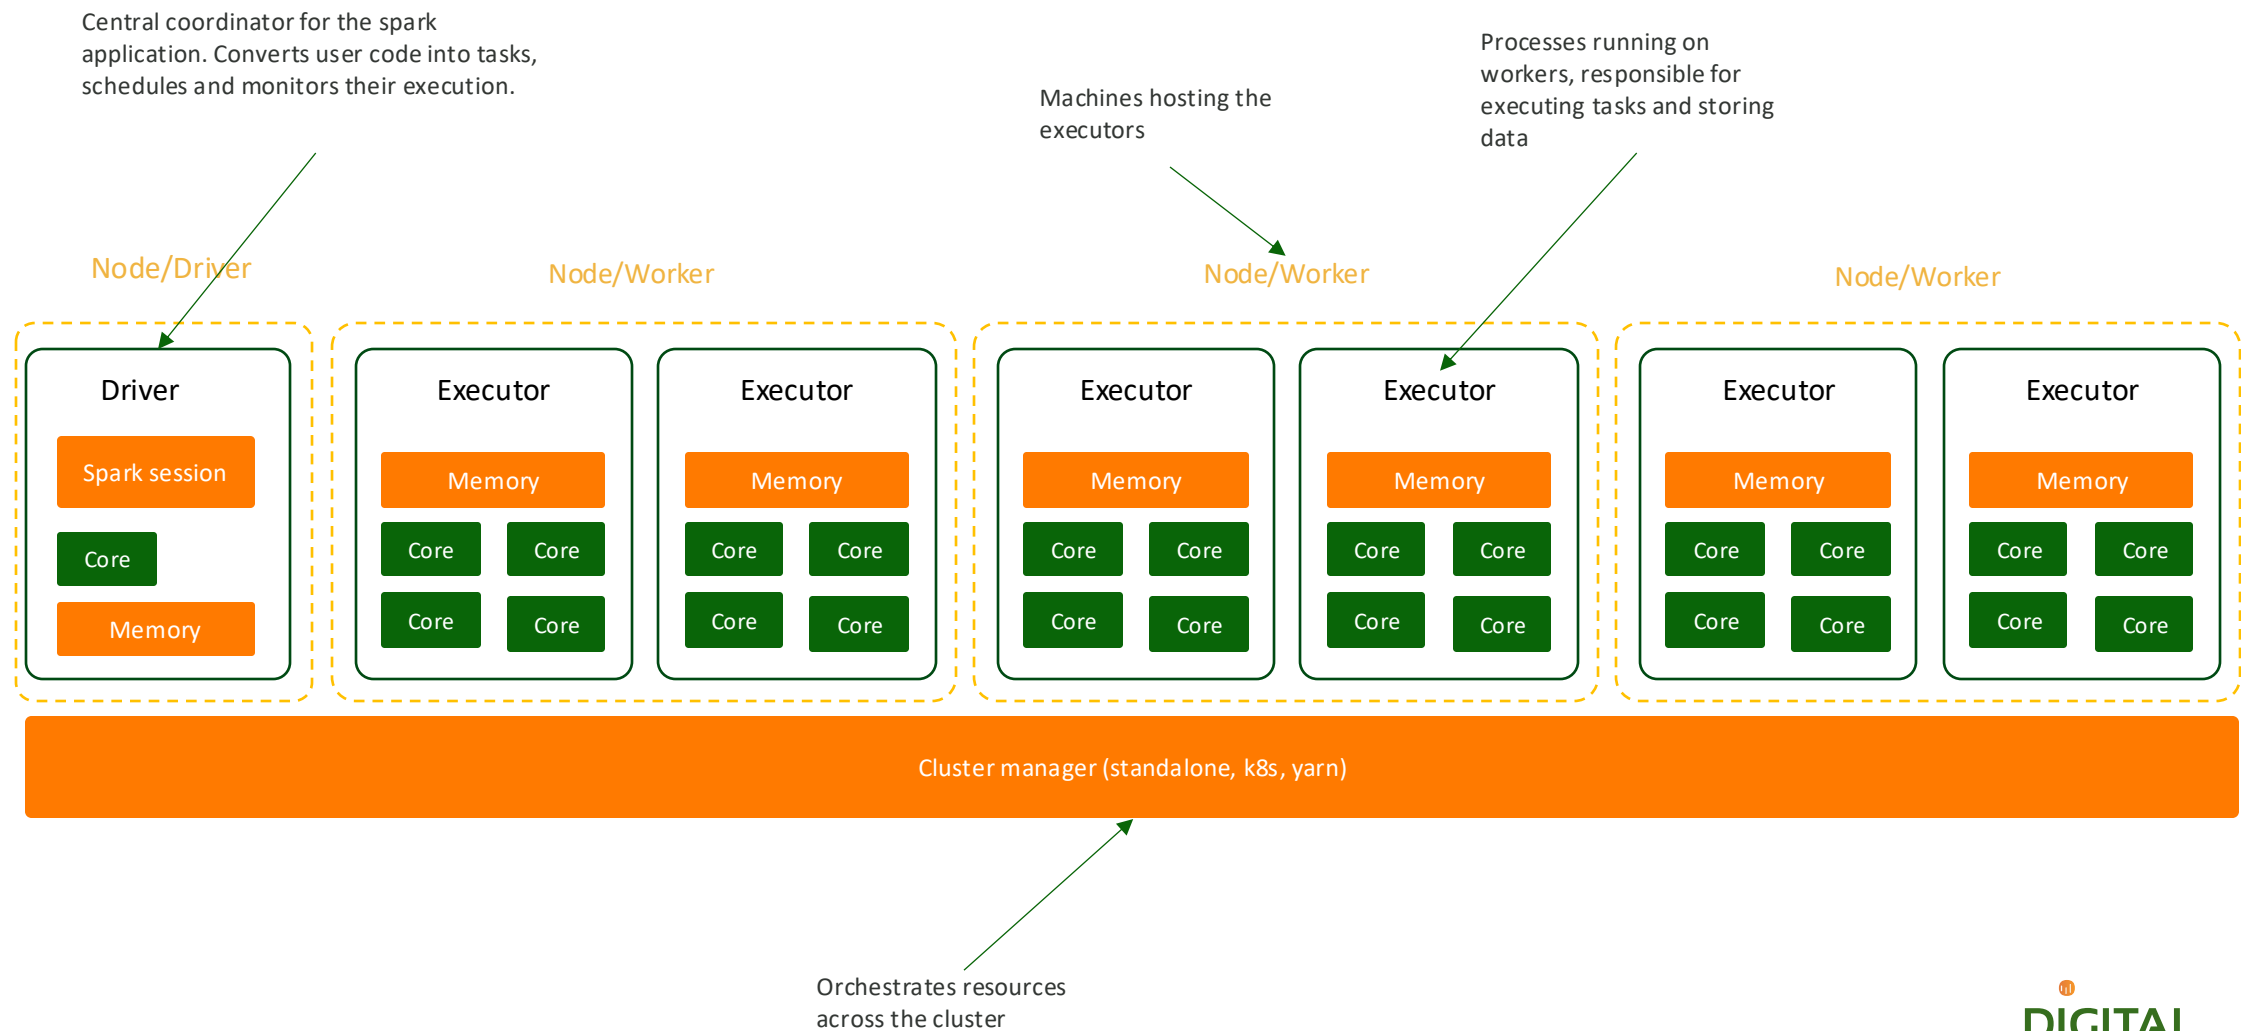 Central coordinator for the spark
application. Converts user code into tasks,
schedules and monitors their execution.
Processes running on
workers, responsible for
executing tasks and storing
data
Machines hosting the
executors
Node/Driver
Node/Worker
Node/Worker
Node/Worker
Driver
Spark session
Core
Memory
Executor
Memory
Core Core
Core Core
Executor
Memory
Core Core
Core Core
Executor
Memory
Core Core
Core Core
Executor
Memory
Core Core
Core Core
Executor
Memory
Core Core
Core Core
Executor
Memory
Core Core
Core Core
Cluster manager (standalone, k8s, yarn)
Orchestrates resources
across the cluster
DIGITAL